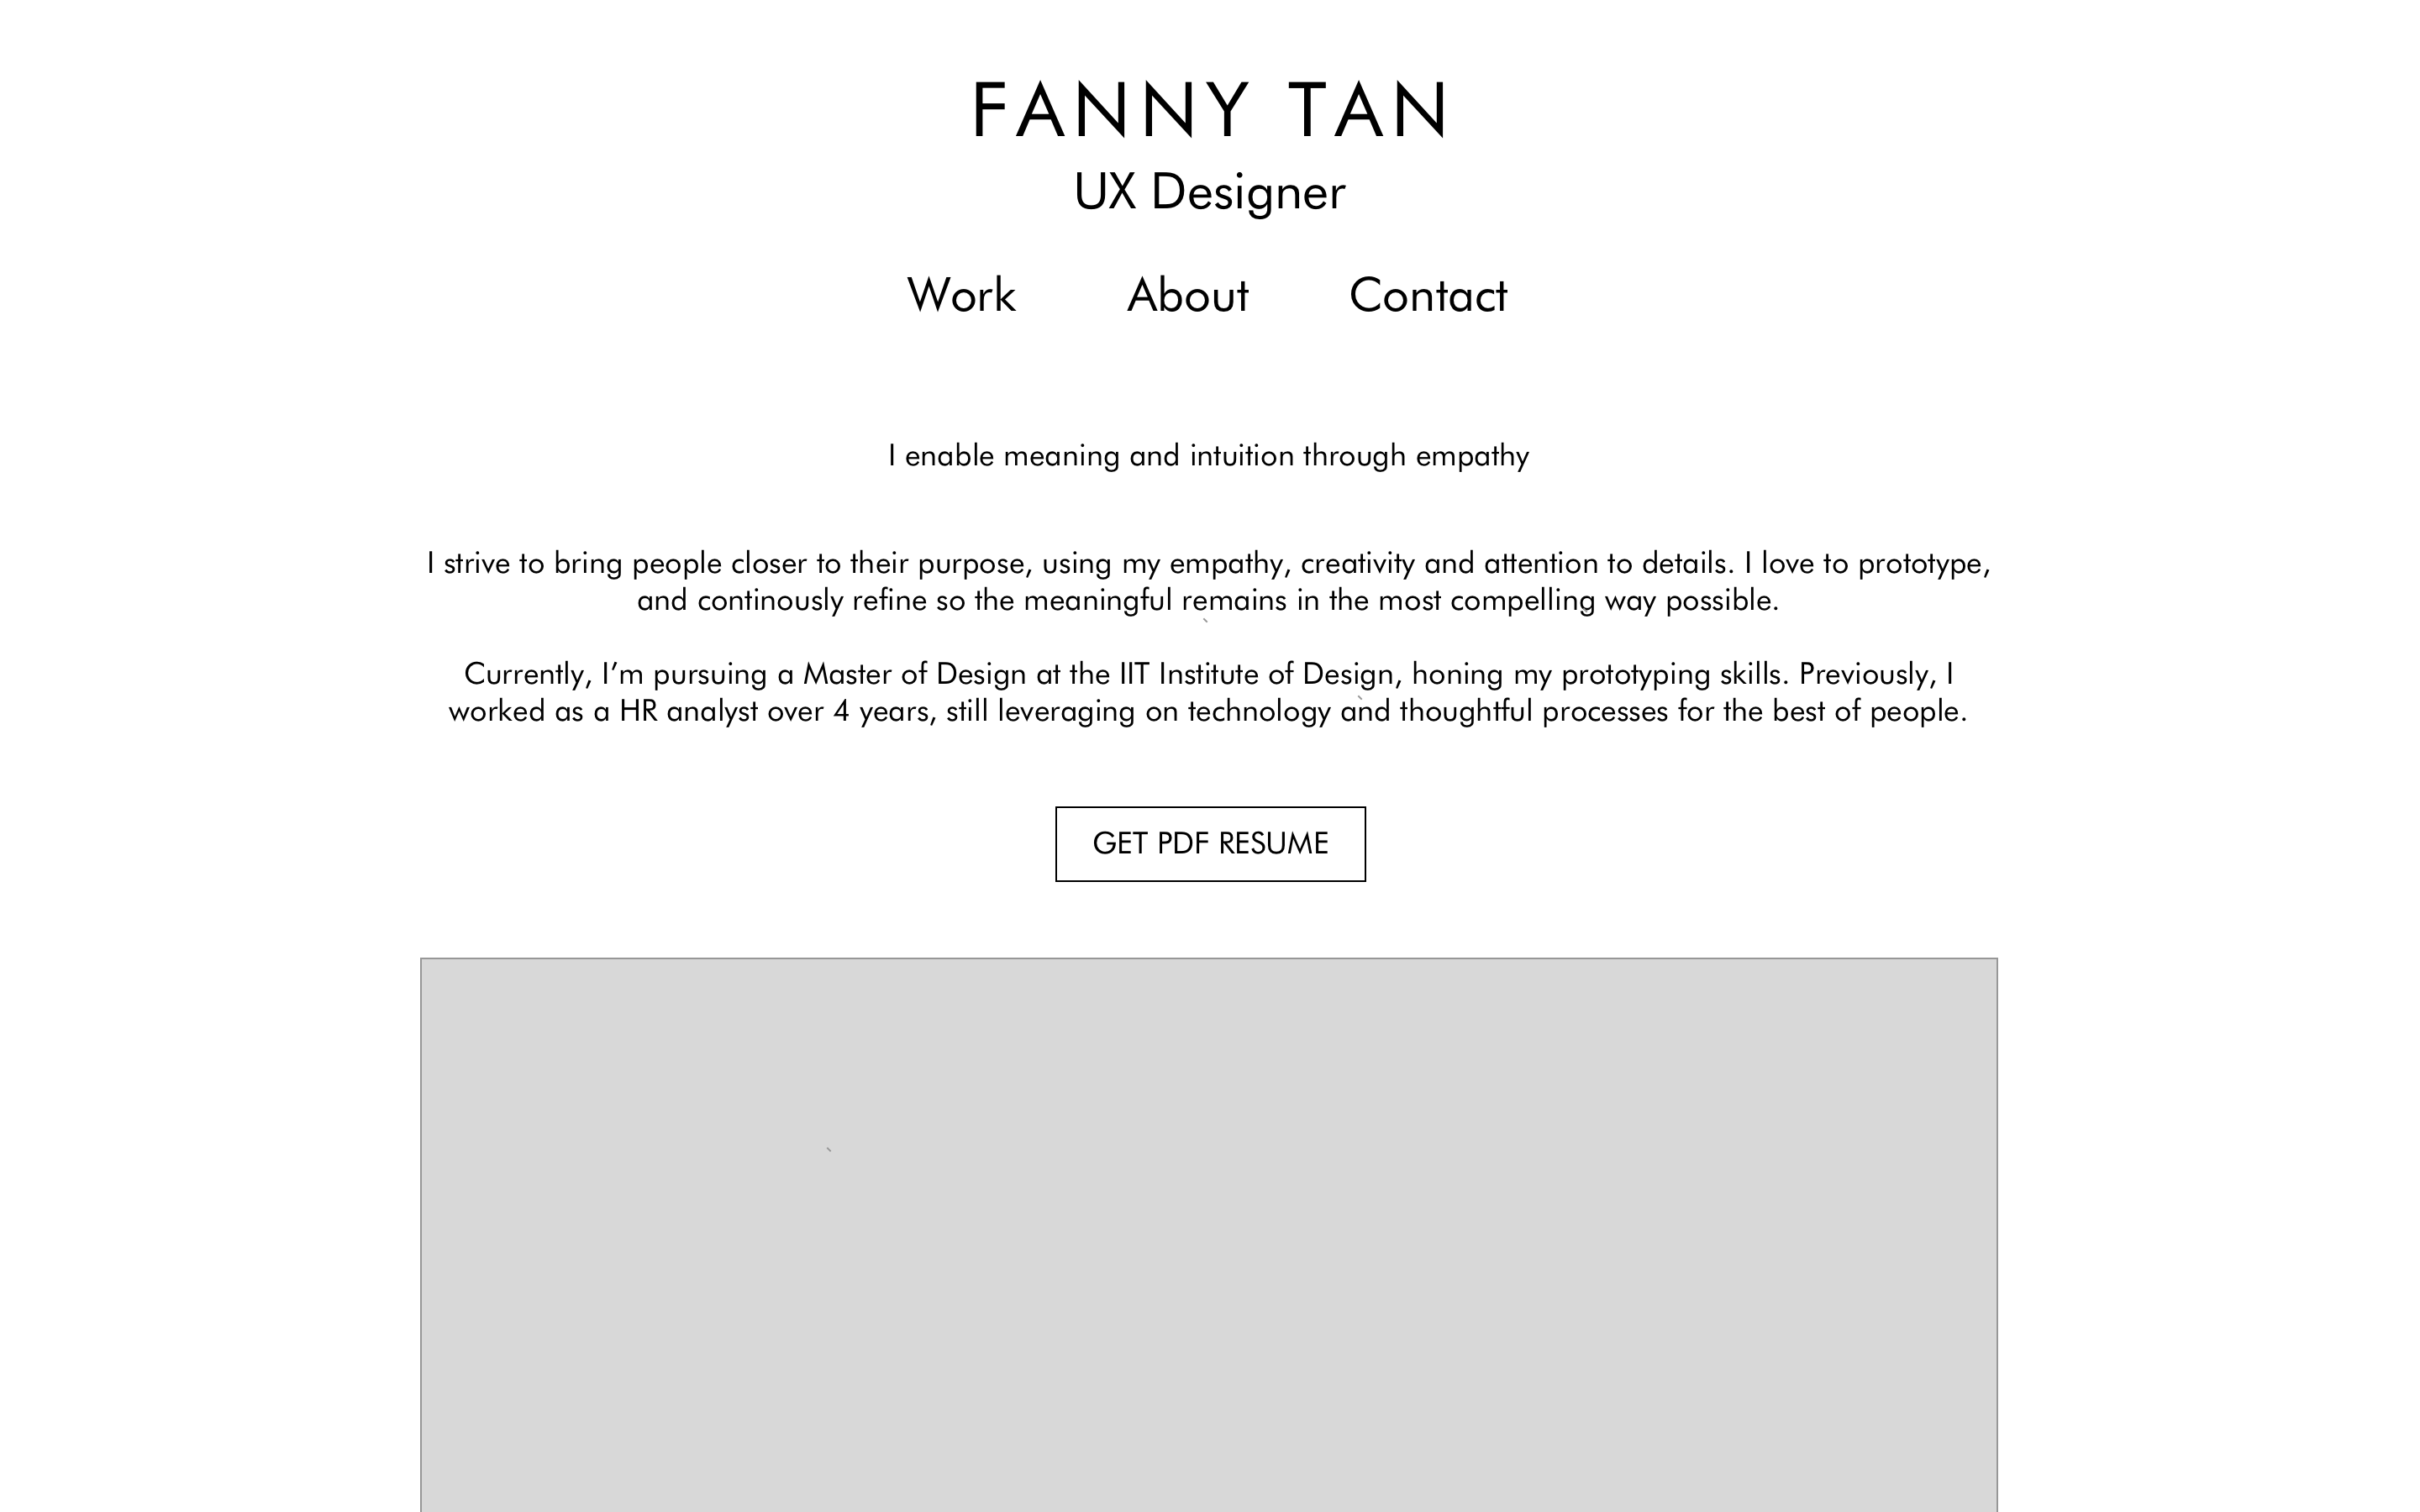 FANNY TAN
UX Designer
Work About Contact
I enable meaning and intuition through empathy
I strive to bring people closer to their purpose, using my empathy, creativity and attention to details. I love to prototype,
and continously refine so the meaningful remains in the most compelling way possible.
Currently, I’m pursuing a Master of Design at the IIT Institute of Design, honing my prototyping skills. Previously, I
worked as a HR analyst over 4 years, still leveraging on technology and thoughtful processes for the best of people.
GET PDF RESUME